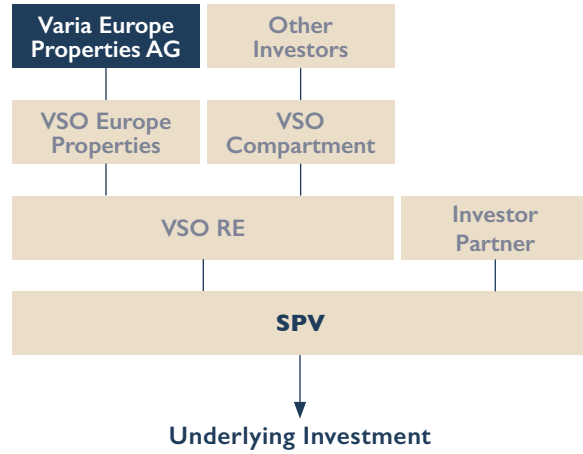 Varia Europe
Properties AG
Other
Investors
VSO Europe
Properties
VSO
Compartment
VSO RE
Investor
Partner
SPV
Underlying Investment